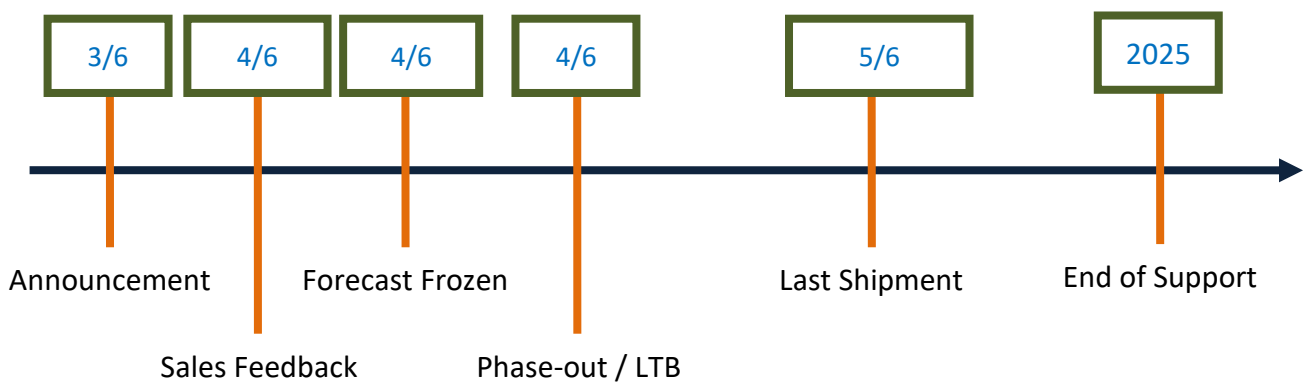 3/6
4/6
4/6
4/6
5/6
2025
Announcement
Forecast Frozen
Last Shipment
End of Support
Sales Feedback
Phase-out / LTB